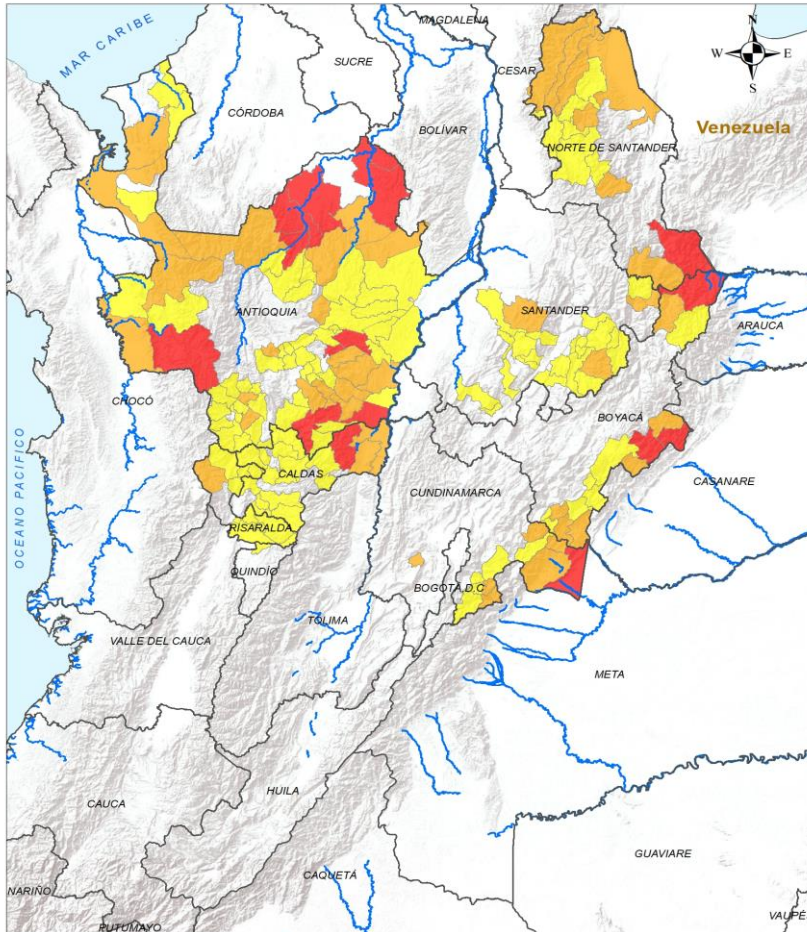 MAGDALENA
MAR CARIBE
SUCRE
CESAR
N
W E
S
CÓRDOBA
BOLÍVAR
Venezuela
NORTE DE SANTANDER
ANTIOQUIA
SANTANDER
ARAUCA
CHOCÓ
BOYACÁ
CALDAS
CUNDINAMARCA
CASANARE
OCEANO PACIFICO
RISARALDA
QUINDÍO
BOGOTÁ, D.C
TOLIMA
VALLE DEL CAUCA
META
HUILA
CAUCA
GUAVIARE
CAQUETÁ
NARIÑO
PUTUMAYO
VAUPÉ